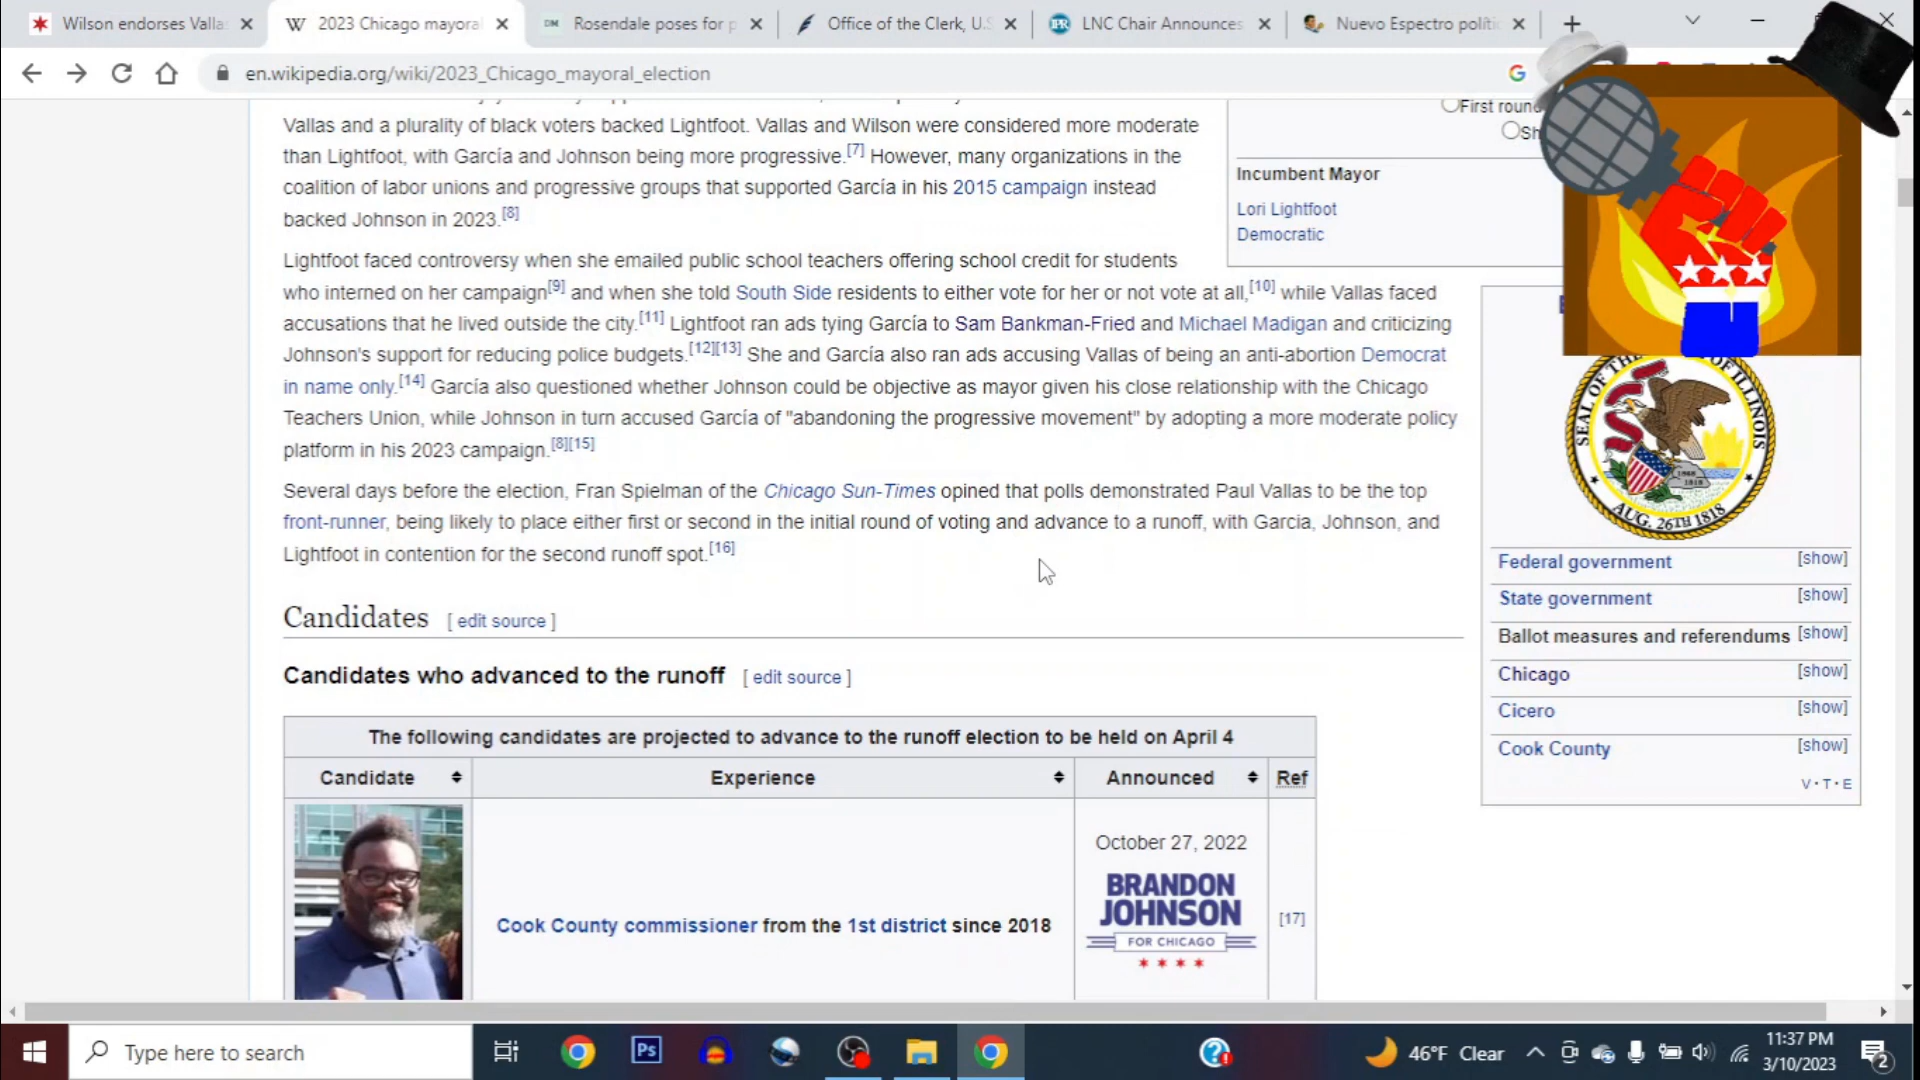 Wilson endorses Valla
2023 Chicago mayoral
Rosendale poses for p
Office of the Clerk, U.S
LNC Chair Announces
Nuevo Espectro políti
en.wikipedia.org/wiki/2023_Chicago_mayoral_election
Vallas and a plurality of black voters backed Lightfoot. Vallas and Wilson were considered more moderate
than Lightfoot, with García and Johnson being more progressive.[7] However, many organizations in the
coalition of labor unions and progressive groups that supported García in his 2015 campaign instead
backed Johnson in 2023.[8]
Lightfoot faced controversy when she emailed public school teachers offering school credit for students
who interned on her campaign[9] and when she told South Side residents to either vote for her or not vote at all,[10] while Vallas faced
accusations that he lived outside the city.[11] Lightfoot ran ads tying García to Sam Bankman-Fried and Michael Madigan and criticizing
Johnson's support for reducing police budgets.[12][13] She and García also ran ads accusing Vallas of being an anti-abortion Democrat
in name only.[14] García also questioned whether Johnson could be objective as mayor given his close relationship with the Chicago
Teachers Union, while Johnson in turn accused García of "abandoning the progressive movement" by adopting a more moderate policy
platform in his 2023 campaign.[8][15]
Several days before the election, Fran Spielman of the Chicago Sun-Times opined that polls demonstrated Paul Vallas to be the top
front-runner, being likely to place either first or second in the initial round of voting and advance to a runoff, with Garcia, Johnson, and
Lightfoot in contention for the second runoff spot.[16]
Candidates [ edit source ]
Candidates who advanced to the runoff [ edit source ]
The following candidates are projected to advance to the runoff election to be held on April 4
Candidate Experience Announced Ref
Cook County commissioner from the 1st district since 2018
October 27, 2022
BRANDON
JOHNSON
FOR CHICAGO
[17]
First roun
Sh
Incumbent Mayor
Lori Lightfoot
Democratic
SEAL OF THE STATE OF ILLINOIS
AUG. 26TH 1818
Federal government [show]
State government [show]
Ballot measures and referendums [show]
Chicago [show]
Cicero [show]
Cook County [show]
V · T · E
Type here to search
Ps
46°F Clear
11:37 PM
3/10/2023
2